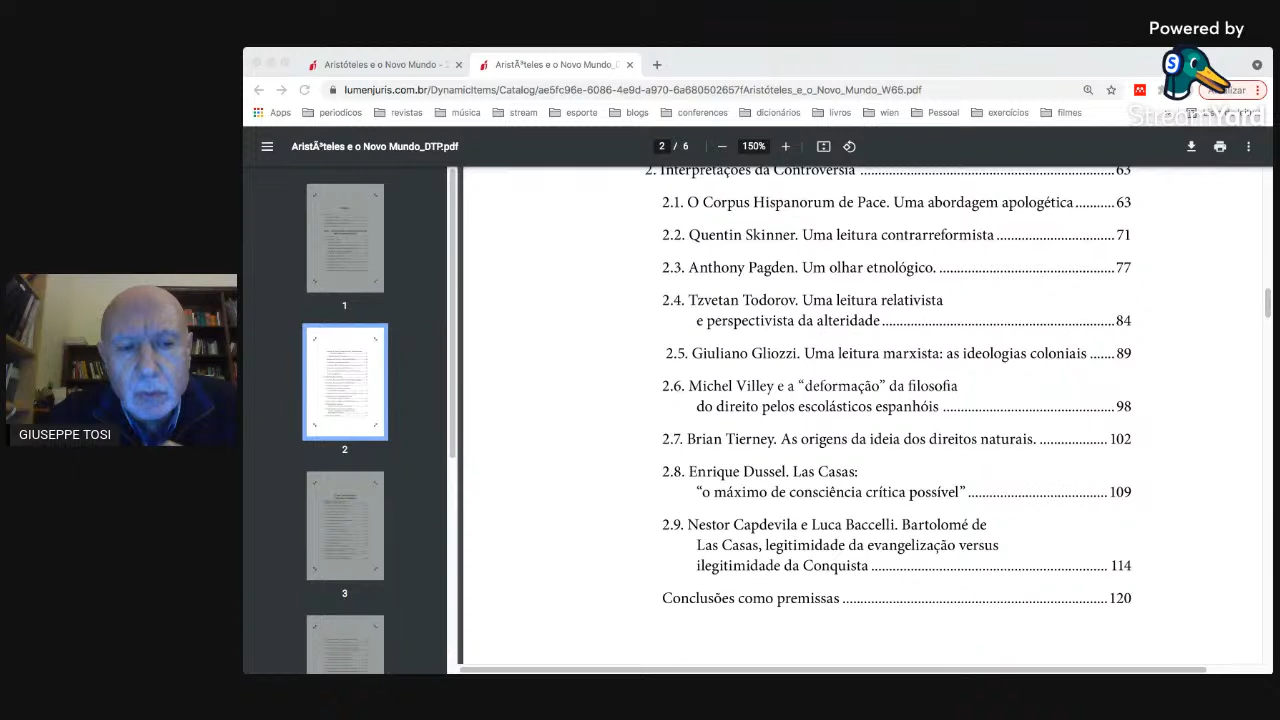 Powered by
StreamYard
Aristóteles e o Novo Mundo -
AristÃªteles e o Novo Mundo_D
lumenjuris.com.br/DynamicItems/Catalog/ae5fc96e-6086-4e9d-a970-6a680502657fAristóteles_e_o_Novo_Mundo_W65.pdf
Apps periodicos revistas música stream esporte blogs conferences dicionários livros wien Pessoal exercícios filmes
AristÃªteles e o Novo Mundo_DTP.pdf
2 / 6
150%
2. Interpretações da Controvérsia 63
2.1. O Corpus Hispanorum de Pace. Uma abordagem apologética 63
2.2. Quentin Skinner. Uma leitura contrarreformista 71
2.3. Anthony Pagden. Um olhar etnológico. 77
2.4. Tzvetan Todorov. Uma leitura relativista
e perspectivista da alteridade 84
2.5. Giuliano Gliozzi. Uma leitura marxista: as ideologias coloniais 89
2.6. Michel Villey: a "deformação" da filosofia
do direito pelos escolásticos espanhóis 98
2.7. Brian Tierney. As origens da ideia dos direitos naturais. 102
2.8. Enrique Dussel. Las Casas:
"o máximo de consciência crítica possível" 109
2.9. Nestor Capdevila e Luca Baccelli. Bartolomé de
Las Casas, legitimidade da evangelização versus
ilegitimidade da Conquista 114
Conclusões como premissas 120
1
2
3
GIUSEPPE TOSI